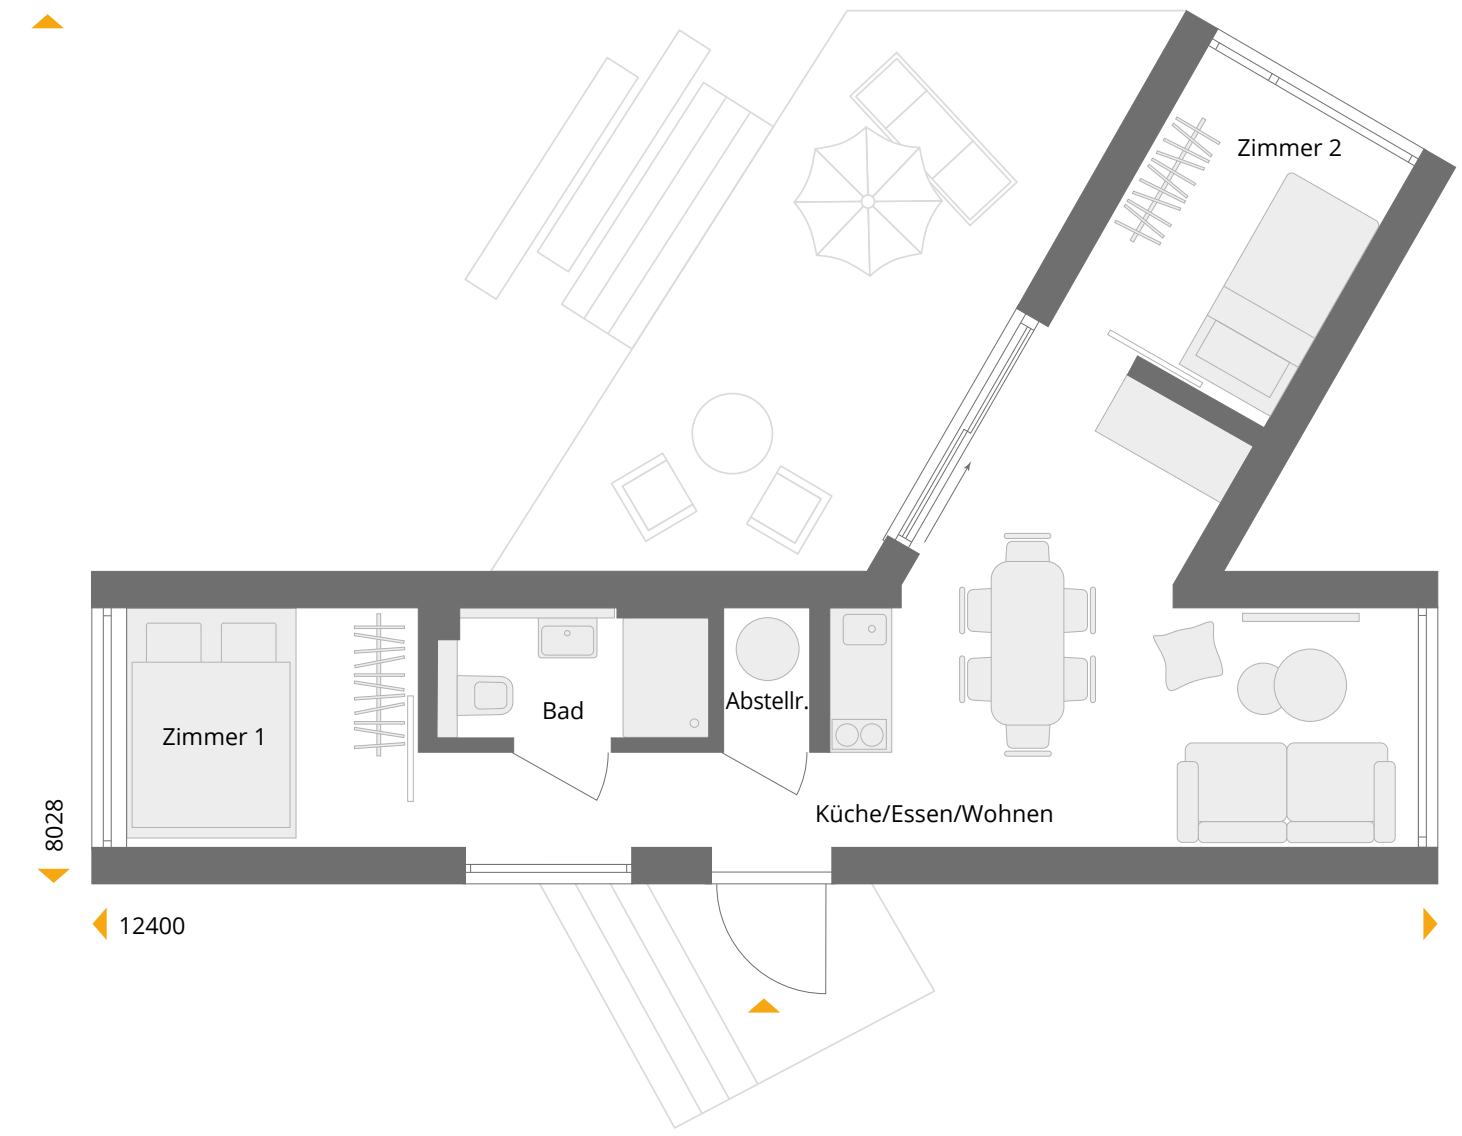 Zimmer 2
Bad
Abstellr.
Zimmer 1
Küche/Essen/Wohnen
8028
12400